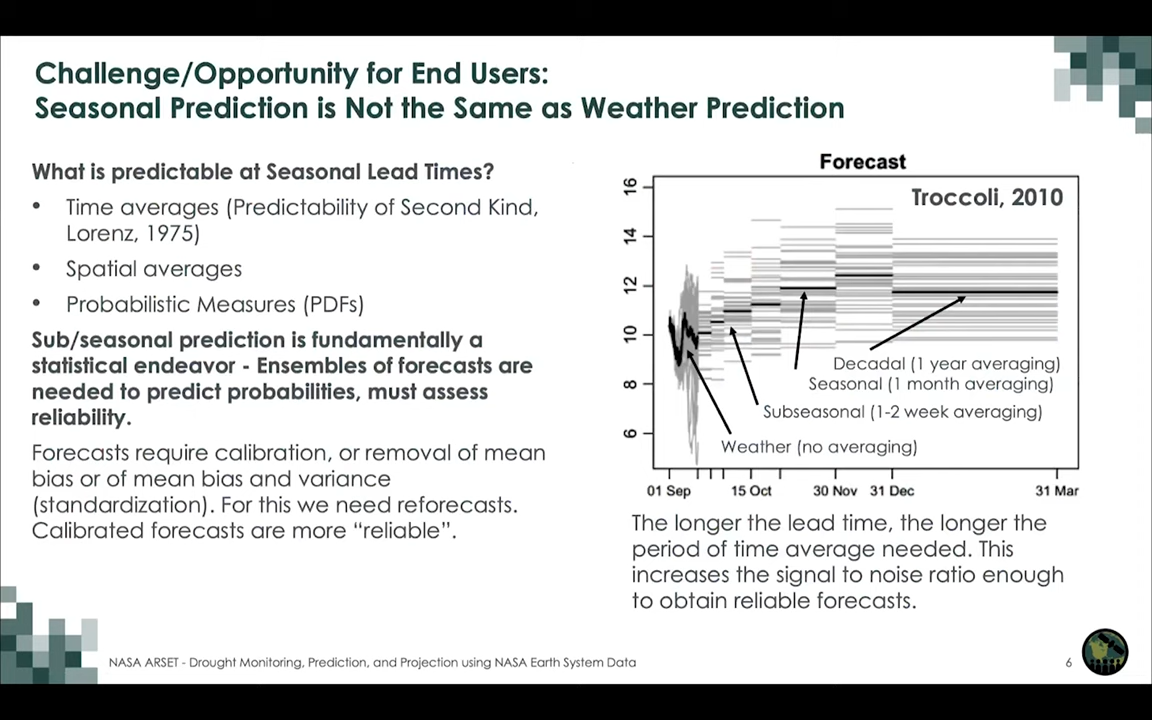 Challenge/Opportunity for End Users:
Seasonal Prediction is Not the Same as Weather Prediction
What is predictable at Seasonal Lead Times?
• Time averages (Predictability of Second Kind,
Lorenz, 1975)
• Spatial averages
• Probabilistic Measures (PDFs)
Sub/seasonal prediction is fundamentally a
statistical endeavor - Ensembles of forecasts are
needed to predict probabilities, must assess
reliability.
Forecasts require calibration, or removal of mean
bias or of mean bias and variance
(standardization). For this we need reforecasts.
Calibrated forecasts are more “reliable”.
Forecast
Troccoli, 2010
16
14
12
10
8
6
Decadal (1 year averaging)
Seasonal (1 month averaging)
Subseasonal (1-2 week averaging)
Weather (no averaging)
01 Sep 15 Oct 30 Nov 31 Dec 31 Mar
The longer the lead time, the longer the
period of time average needed. This
increases the signal to noise ratio enough
to obtain reliable forecasts.
NASA ARSET - Drought Monitoring, Prediction, and Projection using NASA Earth System Data
6